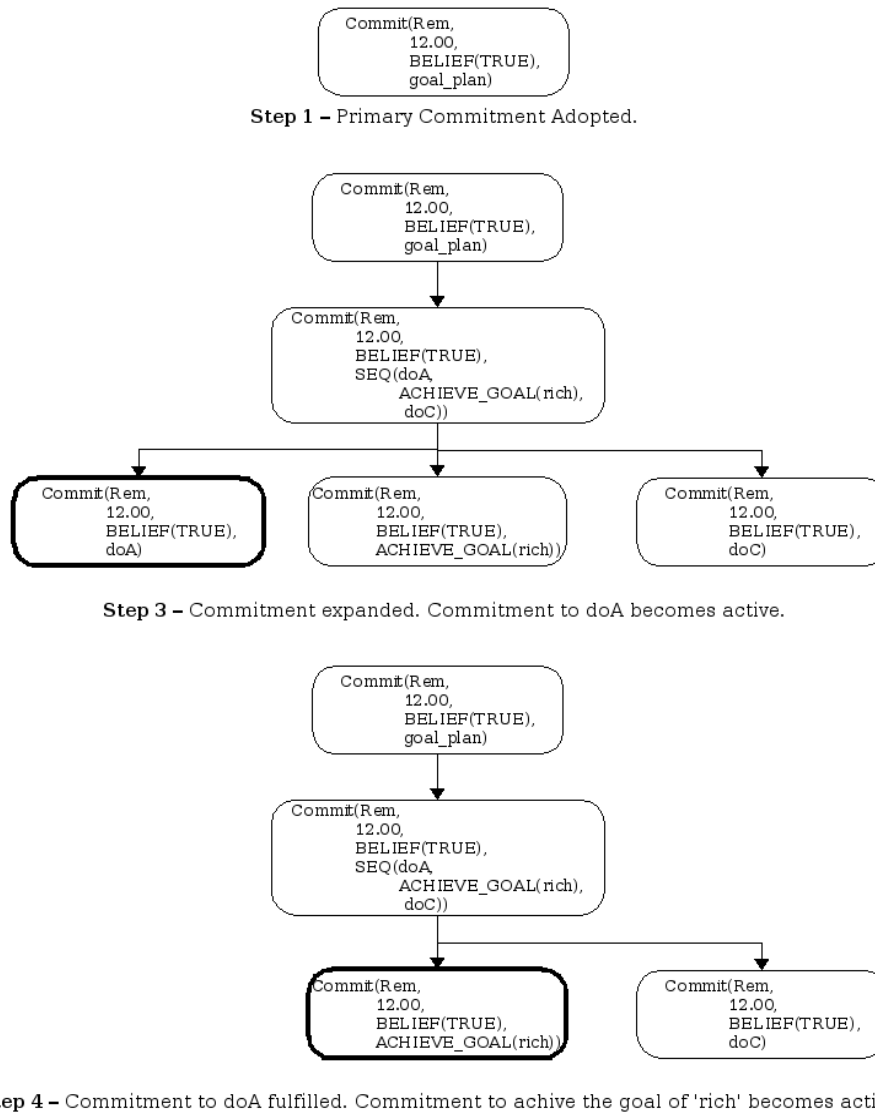 Commit(Rem,
12.00,
BELIEF(TRUE),
goal_plan)
Step 1 – Primary Commitment Adopted.
Commit(Rem,
12.00,
BELIEF(TRUE),
goal_plan)
Commit(Rem,
12.00,
BELIEF(TRUE),
SEQ(doA,
ACHIEVE_GOAL(rich),
doC))
Commit(Rem,
12.00,
BELIEF(TRUE),
doA)
Commit(Rem,
12.00,
BELIEF(TRUE),
ACHIEVE_GOAL(rich))
Commit(Rem,
12.00,
BELIEF(TRUE),
doC)
Step 3 – Commitment expanded. Commitment to doA becomes active.
Commit(Rem,
12.00,
BELIEF(TRUE),
goal_plan)
Commit(Rem,
12.00,
BELIEF(TRUE),
SEQ(doA,
ACHIEVE_GOAL(rich),
doC))
Commit(Rem,
12.00,
BELIEF(TRUE),
ACHIEVE_GOAL(rich))
Commit(Rem,
12.00,
BELIEF(TRUE),
doC)
ep 4 – Commitment to doA fulfilled. Commitment to achive the goal of 'rich' becomes acti